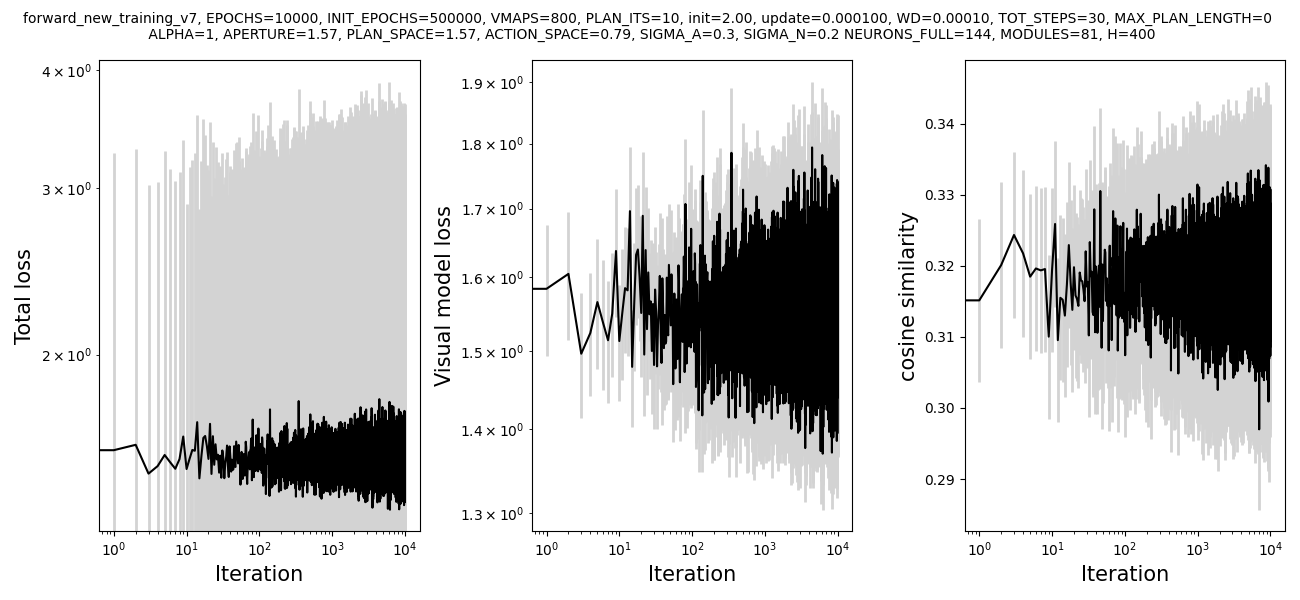 forward_new_training_v7, EPOCHS=10000, INIT_EPOCHS=500000, VMAPS=800, PLAN_ITS=10, init=2.00, update=0.000100, WD=0.00010, TOT_STEPS=30, MAX_PLAN_LENGTH=0
ALPHA=1, APERTURE=1.57, PLAN_SPACE=1.57, ACTION_SPACE=0.79, SIGMA_A=0.3, SIGMA_N=0.2 NEURONS_FULL=144, MODULES=81, H=400
Total loss
4 × 10⁰
3 × 10⁰
2 × 10⁰
10⁰ 10¹ 10² 10³ 10⁴
Iteration
Visual model loss
1.9 × 10⁰
1.8 × 10⁰
1.7 × 10⁰
1.6 × 10⁰
1.5 × 10⁰
1.4 × 10⁰
1.3 × 10⁰
10⁰ 10¹ 10² 10³ 10⁴
Iteration
cosine similarity
0.34
0.33
0.32
0.31
0.30
0.29
10⁰ 10¹ 10² 10³ 10⁴
Iteration